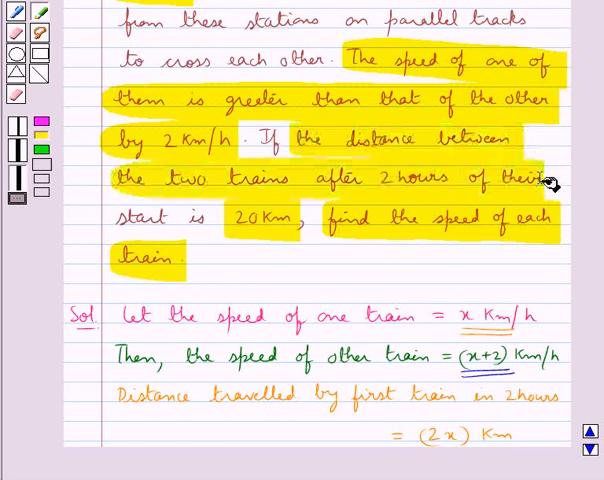 from these stations on parallel tracks
to cross each other. The speed of one of
them is greater than that of the other
by 2 Km/h. If the distance between
the two trains after 2 hours of their
start is 20 Km, find the speed of each
train.
Sol. Let the speed of one train = x Km/h
Then, the speed of other train = (x+2) Km/h
Distance travelled by first train in 2 hours
= (2x) Km